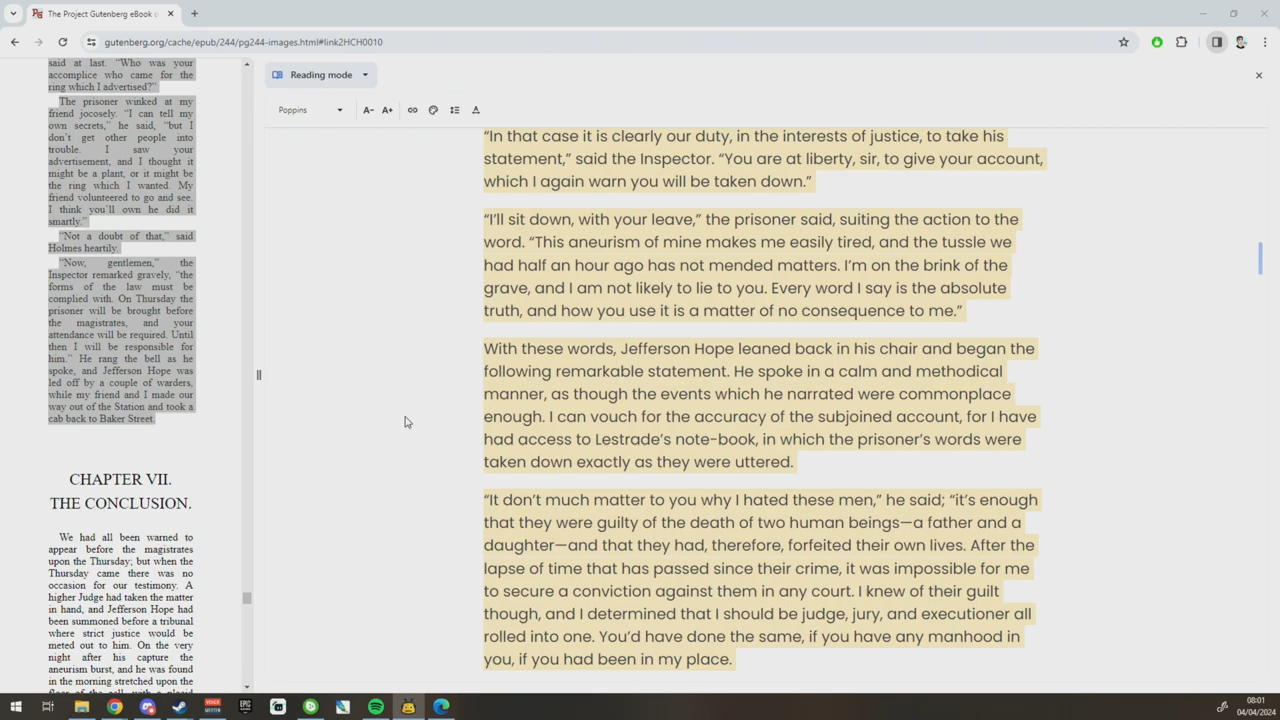 The Project Gutenberg eBook o
gutenberg.org/cache/epub/244/pg244-images.html#link2HCH0010
said at last. “Who was your
accomplice who came for the
ring which I advertised?”
The prisoner winked at my
friend jocosely. “I can tell my
own secrets,” he said, “but I
don’t get other people into
trouble. I saw your
advertisement, and I thought it
might be a plant, or it might be
the ring which I wanted. My
friend volunteered to go and see.
I think you’ll own he did it
smartly.”
“Not a doubt of that,” said
Holmes heartily.
“Now, gentlemen,” the
Inspector remarked gravely, “the
forms of the law must be
complied with. On Thursday the
prisoner will be brought before
the magistrates, and your
attendance will be required. Until
then I will be responsible for
him.” He rang the bell as he
spoke, and Jefferson Hope was
led off by a couple of warders,
while my friend and I made our
way out of the Station and took a
cab back to Baker Street.
CHAPTER VII.
THE CONCLUSION.
We had all been warned to
appear before the magistrates
upon the Thursday; but when the
Thursday came there was no
occasion for our testimony. A
higher Judge had taken the matter
in hand, and Jefferson Hope had
been summoned before a tribunal
where strict justice would be
meted out to him. On the very
night after his capture the
aneurism burst, and he was found
in the morning stretched upon the
floor of the cell, with a placid
Reading mode
Poppins
A- A+
“In that case it is clearly our duty, in the interests of justice, to take his
statement,” said the Inspector. “You are at liberty, sir, to give your account,
which I again warn you will be taken down.”
“I’ll sit down, with your leave,” the prisoner said, suiting the action to the
word. “This aneurism of mine makes me easily tired, and the tussle we
had half an hour ago has not mended matters. I’m on the brink of the
grave, and I am not likely to lie to you. Every word I say is the absolute
truth, and how you use it is a matter of no consequence to me.”
With these words, Jefferson Hope leaned back in his chair and began the
following remarkable statement. He spoke in a calm and methodical
manner, as though the events which he narrated were commonplace
enough. I can vouch for the accuracy of the subjoined account, for I have
had access to Lestrade’s note-book, in which the prisoner’s words were
taken down exactly as they were uttered.
“It don’t much matter to you why I hated these men,” he said; “it’s enough
that they were guilty of the death of two human beings—a father and a
daughter—and that they had, therefore, forfeited their own lives. After the
lapse of time that has passed since their crime, it was impossible for me
to secure a conviction against them in any court. I knew of their guilt
though, and I determined that I should be judge, jury, and executioner all
rolled into one. You’d have done the same, if you have any manhood in
you, if you had been in my place.
08:01
04/04/2024